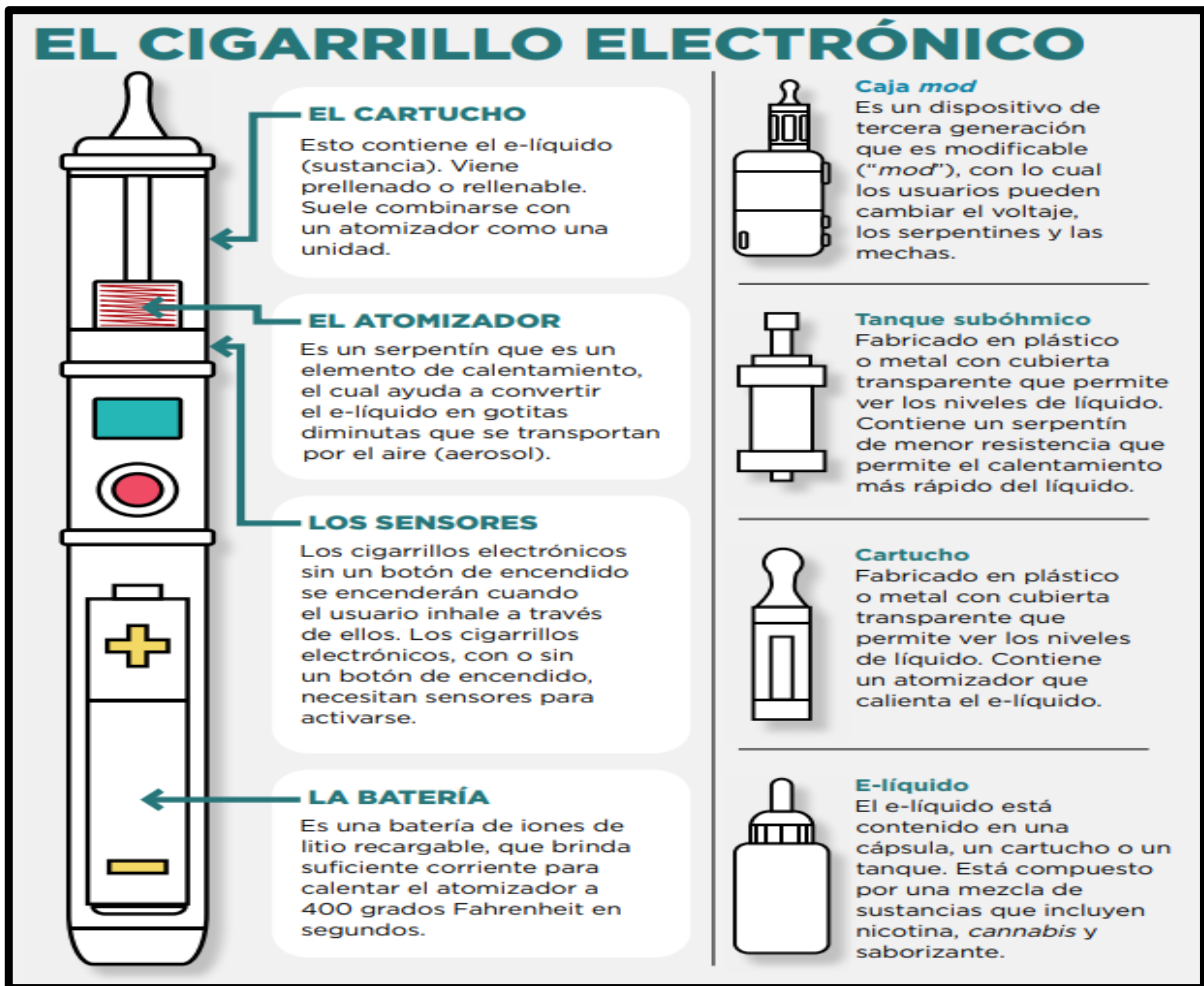 EL CIGARRILLO ELECTRÓNICO
EL CARTUCHO
Esto contiene el e-líquido
(sustancia). Viene
prellenado o rellenable.
Suele combinarse con
un atomizador como una
unidad.
EL ATOMIZADOR
Es un serpentín que es un
elemento de calentamiento,
el cual ayuda a convertir
el e-líquido en gotitas
diminutas que se transportan
por el aire (aerosol).
LOS SENSORES
Los cigarrillos electrónicos
sin un botón de encendido
se encenderán cuando
el usuario inhale a través
de ellos. Los cigarrillos
electrónicos, con o sin
un botón de encendido,
necesitan sensores para
activarse.
LA BATERÍA
Es una batería de iones de
litio recargable, que brinda
suficiente corriente para
calentar el atomizador a
400 grados Fahrenheit en
segundos.
Caja mod
Es un dispositivo de
tercera generación
que es modificable
(“mod”), con lo cual
los usuarios pueden
cambiar el voltaje,
los serpentines y las
mechas.
Tanque subóhmico
Fabricado en plástico
o metal con cubierta
transparente que permite
ver los niveles de líquido.
Contiene un serpentín
de menor resistencia que
permite el calentamiento
más rápido del líquido.
Cartucho
Fabricado en plástico
o metal con cubierta
transparente que
permite ver los niveles
de líquido. Contiene
un atomizador que
calienta el e-líquido.
E-líquido
El e-líquido está
contenido en una
cápsula, un cartucho o un
tanque. Está compuesto
por una mezcla de
sustancias que incluyen
nicotina, cannabis y
saborizante.